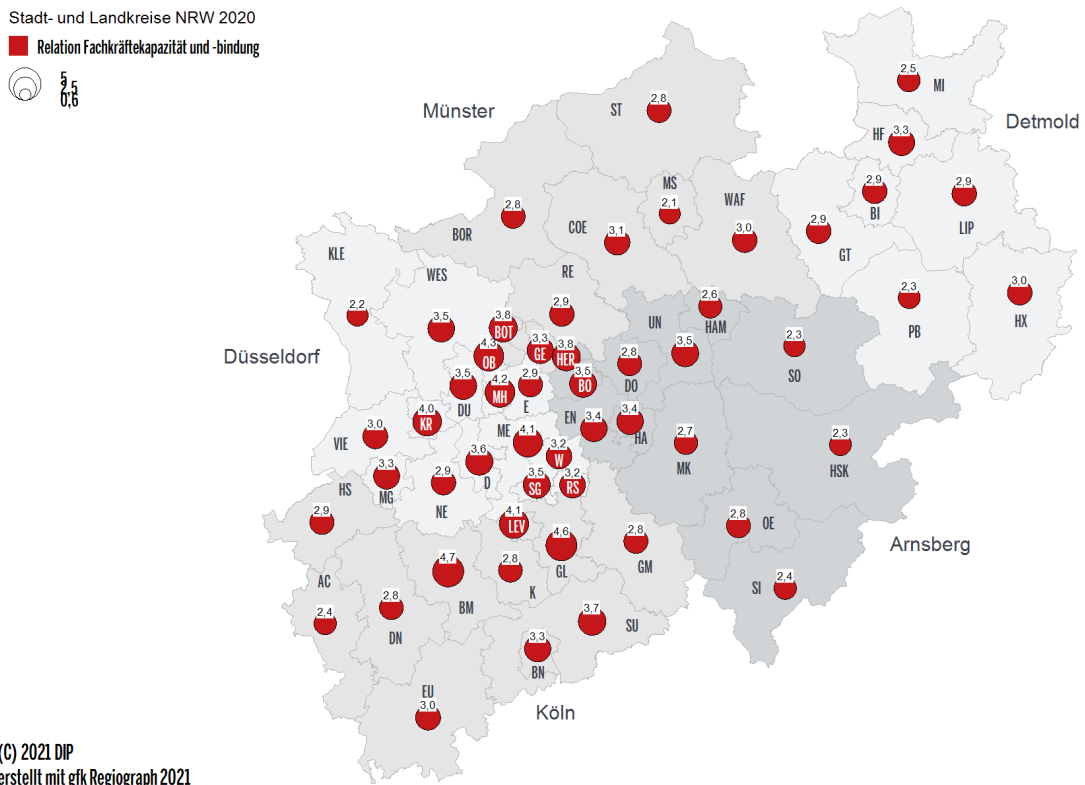 Stadt- und Landkreise NRW 2020
Relation Fachkräftekapazität und -bindung
5
2,5
0,6
Münster
Detmold
Düsseldorf
Arnsberg
Köln
2,5
MI
HF
3,3
2,8
ST
MS
2,1
WAF
3,0
2,9
BI
2,9
LIP
2,9
GT
2,8
BOR
COE
3,1
KLE
2,2
WES
3,5
RE
2,9
2,6
HAM
UN
3,5
2,3
SO
2,3
PB
3,0
HX
3,8
BOT
4,3
OB
3,3
GE
3,8
HER
2,8
DO
3,5
BO
3,5
DU
4,2
MH
2,9
E
4,0
KR
3,0
VIE
ME
4,1
EN
3,4
3,4
HA
2,7
MK
2,3
HSK
3,2
W
3,3
MG
2,9
NE
3,6
D
3,5
SG
3,2
RS
HS
2,9
4,1
LEV
4,6
GL
2,8
GM
2,8
OE
2,4
SI
AC
2,4
2,8
DN
4,7
BM
2,8
K
3,7
SU
3,3
BN
EU
3,0
(C) 2021 DIP
erstellt mit gfk Regiograph 2021